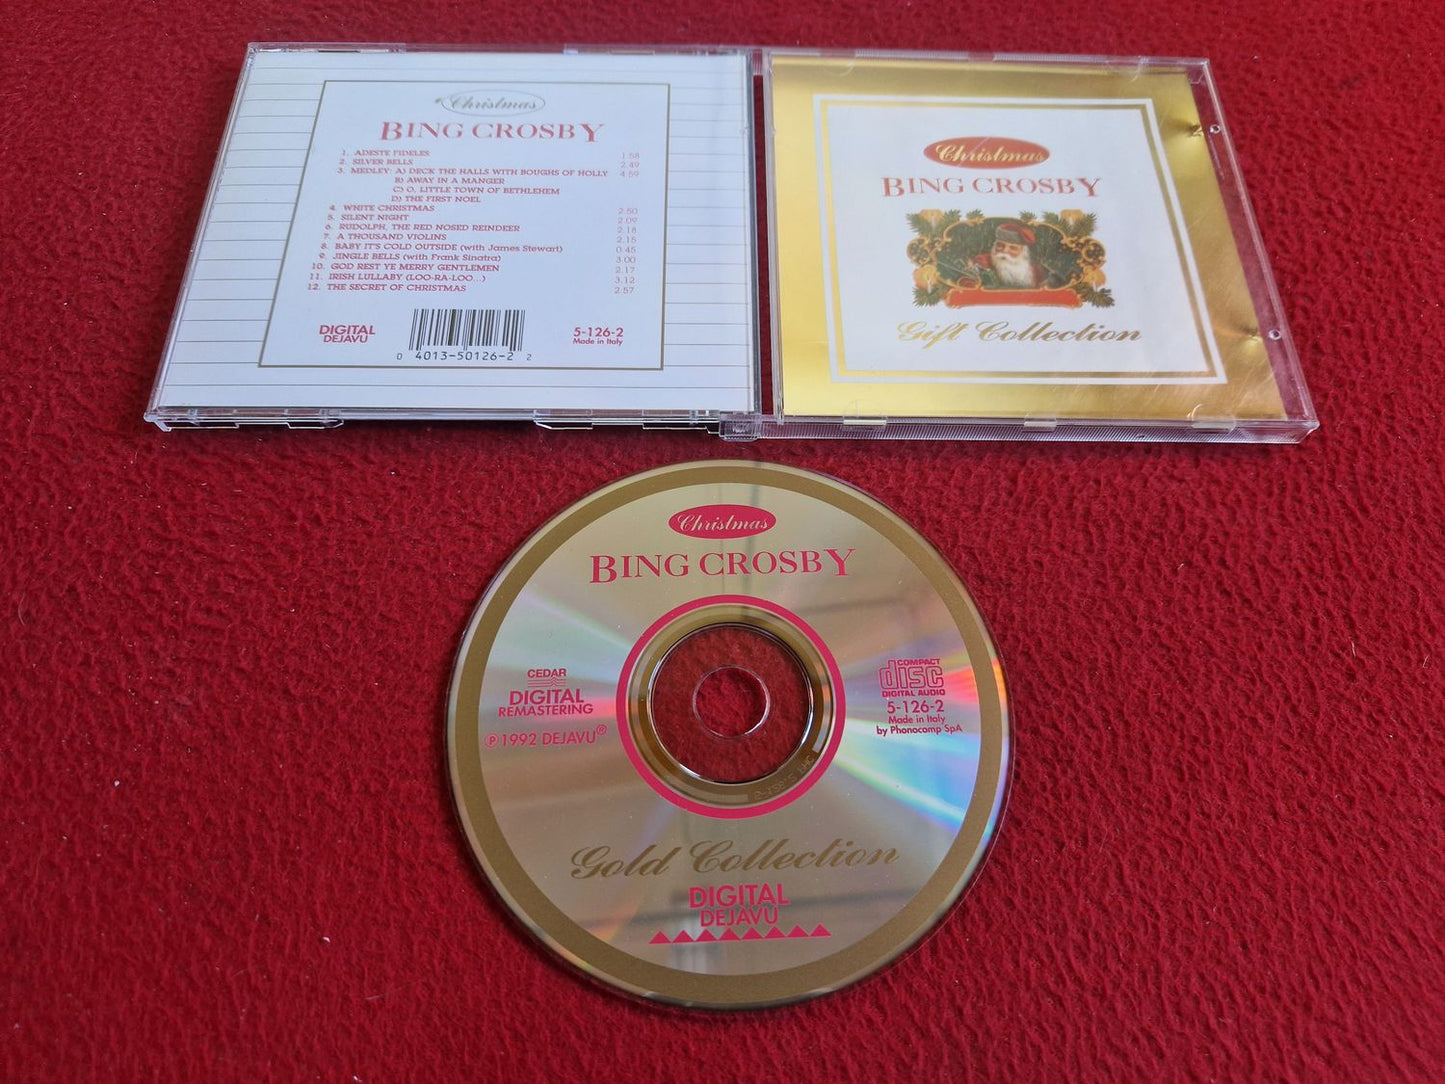 Christmas
BING CROSBY
1. ADESTE FIDELES 1.58
2. SILVER BELLS 2.49
3. MEDLEY: A) DECK THE HALLS WITH BOUGHS OF HOLLY 4.59
B) AWAY IN A MANGER
C) O, LITTLE TOWN OF BETHLEHEM
D) THE FIRST NOEL
4. WHITE CHRISTMAS 2.50
5. SILENT NIGHT 2.09
6. RUDOLPH, THE RED NOSED REINDEER 2.18
7. A THOUSAND VIOLINS 2.15
8. BABY IT'S COLD OUTSIDE (with James Stewart) 0.45
9. JINGLE BELLS (with Frank Sinatra) 3.00
10. GOD REST YE MERRY GENTLEMEN 2.17
11. IRISH LULLABY (LOO-RA-LOO...) 3.12
12. THE SECRET OF CHRISTMAS 2.57
DIGITAL
DEJAVU
0 4013-50126-2 2
5-126-2
Made in Italy
Christmas
BING CROSBY
Gift Collection
Christmas
BING CROSBY
CEDAR
DIGITAL
REMASTERING
℗ 1992 DEJAVU®
COMPACT
disc
DIGITAL AUDIO
5-126-2
Made in Italy
by Phonocomp SpA
Gold Collection
DIGITAL
DEJAVU